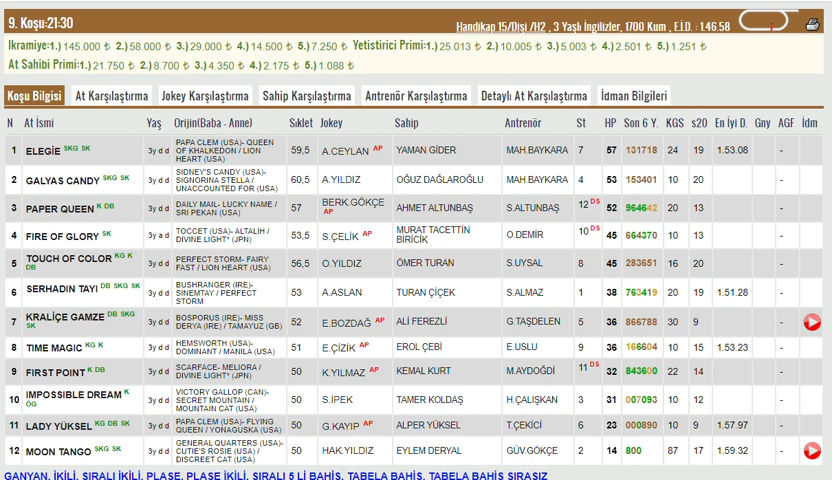 9. Koşu:21:30
Handikap 15/Dişi /H2 , 3 Yaşlı İngilizler, 1700 Kum , E.İ.D. : 1.46.58
İkramiye:1.) 145.000 ₺ 2.) 58.000 ₺ 3.) 29.000 ₺ 4.) 14.500 ₺ 5.) 7.250 ₺ Yetistirici Primi:1.) 25.013 ₺ 2.) 10.005 ₺ 3.) 5.003 ₺ 4.) 2.501 ₺ 5.) 1.251 ₺
At Sahibi Primi:1.) 21.750 ₺ 2.) 8.700 ₺ 3.) 4.350 ₺ 4.) 2.175 ₺ 5.) 1.088 ₺
Koşu Bilgisi At Karşılaştırma Jokey Karşılaştırma Sahip Karşılaştırma Antrenör Karşılaştırma Detaylı At Karşılaştırma İdman Bilgileri
N At İsmi Yaş Orijin(Baba - Anne) Sıklet Jokey Sahip Antrenör St HP Son 6 Y. KGS s20 En İyi D. Gny AGF İdm
1 ELEGİE SKG SK 3y d d PAPA CLEM (USA)- QUEEN OF KHALKEDON / LION HEART (USA) 59,5 A.CEYLAN AP YAMAN GİDER MAH.BAYKARA 7 57 131718 24 19 1.53.08 -
2 GALYAS CANDY SKG SK 3y d d SIDNEY'S CANDY (USA)- SIGNORINA STELLA / UNACCOUNTED FOR (USA) 60,5 A.YILDIZ OĞUZ DAĞLAROĞLU MAH.BAYKARA 4 53 153401 10 20 -
3 PAPER QUEEN K DB 3y d d DAILY MAIL- LUCKY NAME / SRI PEKAN (USA) 57 BERK.GÖKÇE AP AHMET ALTUNBAŞ S.ALTUNBAŞ 12 DS 52 964642 20 13 -
4 FIRE OF GLORY SK 3y a d TOCCET (USA)- ALTALİH / DIVINE LIGHT* (JPN) 53,5 S.ÇELİK AP MURAT TACETTİN BİRİCİK O.DEMİR 10 DS 45 664370 10 13 -
5 TOUCH OF COLOR KG K DB 3y d d PERFECT STORM- FAIRY FAST / LION HEART (USA) 56,5 O.YILDIZ ÖMER TURAN S.UYSAL 8 45 283651 16 20 -
6 SERHADIN TAYI DB SKG SK 3y d d BUSHRANGER (IRE)- SINEMTAY / PERFECT STORM 53 A.ASLAN TURAN ÇİÇEK S.ALMAZ 1 38 763419 20 19 1.51.28 -
7 KRALİÇE GAMZE DB SKG SK 3y d d BOSPORUS (IRE)- MISS DERYA (IRE) / TAMAYUZ (GB) 52 E.BOZDAĞ AP ALİ FEREZLİ G.TAŞDELEN 5 36 866788 30 9 -
8 TIME MAGIC KG K 3y d d HEMSWORTH (USA)- DOMINANT / MANILA (USA) 51 E.ÇİZİK AP EROL ÇEBİ E.USLU 9 36 166604 10 15 1.53.23 -
9 FIRST POINT K DB 3y d d SCARFACE- MELIORA / DIVINE LIGHT* (JPN) 50 K.YILMAZ AP KEMAL KURT M.AYDOĞDİ 11 DS 32 843600 22 14 -
10 IMPOSSIBLE DREAM K ÖG 3y d d VICTORY GALLOP (CAN)- SECRET MOUNTAIN / MOUNTAIN CAT (USA) 50 S.İPEK TAMER KOLDAŞ H.ÇALIŞKAN 3 31 007093 10 12 -
11 LADY YÜKSEL KG DB SK 3y d d PAPA CLEM (USA)- FLYING QUEEN / YONAGUSKA (USA) 50 G.KAYIP AP ALPER YÜKSEL T.ÇEKİCİ 6 23 000890 10 9 1.57.97 -
12 MOON TANGO SKG SK 3y d d GENERAL QUARTERS (USA)- CUTIE'S ROSIE (USA) / DISCREET CAT (USA) 50 HAK.YILDIZ EYLEM DERYAL GÜV.GÖKÇE 2 14 800 87 17 1.59.32 -
GANYAN, İKİLİ, SIRALI İKİLİ, PLASE, PLASE İKİLİ, SIRALI 5 Lİ BAHİS, TABELA BAHİS, TABELA BAHİS SIRASIZ